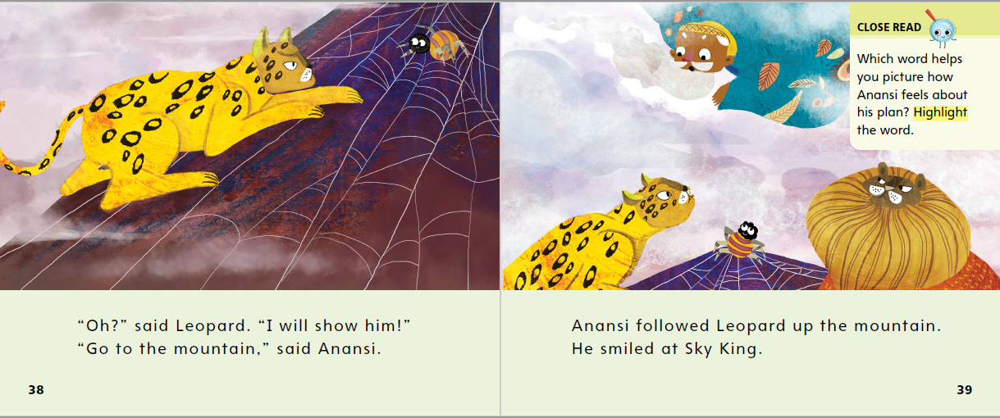 “Oh?” said Leopard. “I will show him!”
“Go to the mountain,” said Anansi.
38
CLOSE READ
Which word helps
you picture how
Anansi feels about
his plan? Highlight
the word.
Anansi followed Leopard up the mountain.
He smiled at Sky King.
39